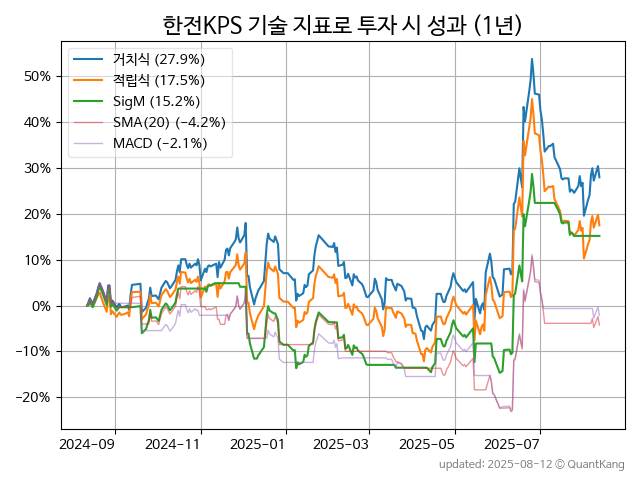 한전KPS 기술 지표로 투자 시 성과 (1년)
거치식 (27.9%)
적립식 (17.5%)
SigM (15.2%)
SMA(20) (−4.2%)
MACD (−2.1%)
50%
40%
30%
20%
10%
0%
−10%
−20%
2024−09 2024−11 2025−01 2025−03 2025−05 2025−07
updated: 2025-08-12 © QuantKang